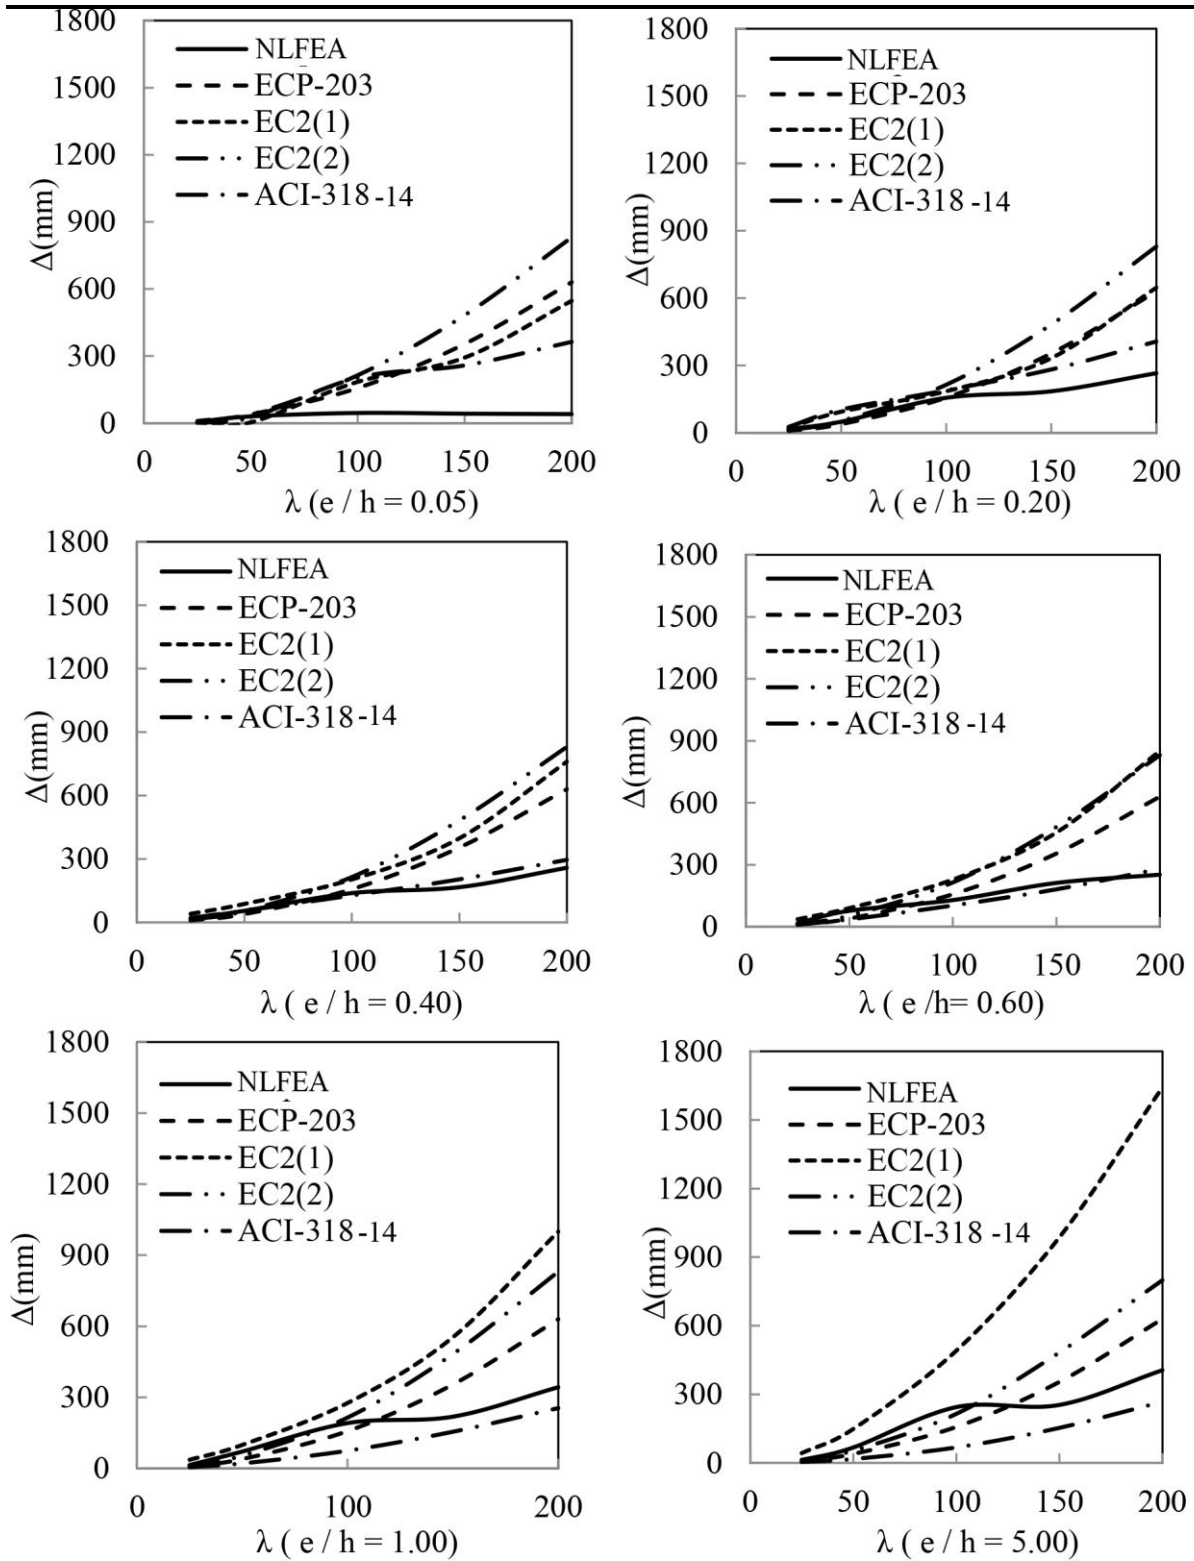 1800
1500
1200
900
600
300
0
Δ(mm)
NLFEA
ECP-203
EC2(1)
EC2(2)
ACI-318 -14
0 50 100 150 200
λ (e / h = 0.05)
1800
1500
1200
900
600
300
0
Δ(mm)
NLFEA
ECP-203
EC2(1)
EC2(2)
ACI-318 -14
0 50 100 150 200
λ ( e / h = 0.20)
1800
1500
1200
900
600
300
0
Δ(mm)
NLFEA
ECP-203
EC2(1)
EC2(2)
ACI-318 -14
0 50 100 150 200
λ ( e / h = 0.40)
1800
1500
1200
900
600
300
0
Δ(mm)
NLFEA
ECP-203
EC2(1)
EC2(2)
ACI-318 -14
0 50 100 150 200
λ ( e /h= 0.60)
1800
1500
1200
900
600
300
0
Δ(mm)
NLFEA
ECP-203
EC2(1)
EC2(2)
ACI-318 -14
0 100 200
λ ( e / h = 1.00)
1800
1500
1200
900
600
300
0
Δ(mm)
NLFEA
ECP-203
EC2(1)
EC2(2)
ACI-318 -14
0 50 100 150 200
λ ( e / h = 5.00)